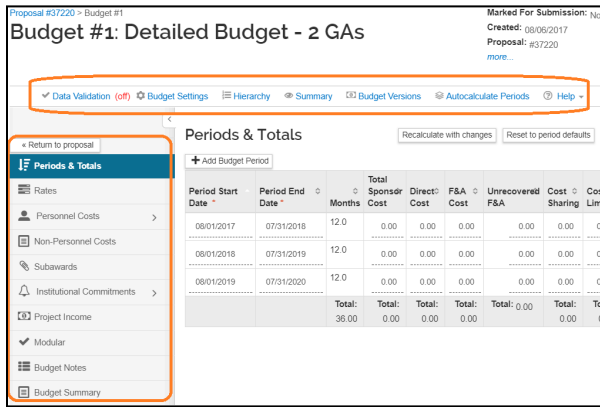 Proposal #37220 > Budget #1
Budget #1: Detailed Budget - 2 GAs
Marked For Submission: No
Created: 08/06/2017
Proposal: #37220
more...
Data Validation (off) Budget Settings Hierarchy Summary Budget Versions Autocalculate Periods Help
« Return to proposal
Periods & Totals
Rates
Personnel Costs
Non-Personnel Costs
Subawards
Institutional Commitments
Project Income
Modular
Budget Notes
Budget Summary
Periods & Totals
Recalculate with changes Reset to period defaults
+ Add Budget Period
Period Start Date * Period End Date * Months Total Sponsor Cost Direct Cost F&A Cost Unrecovered F&A Cost Sharing
08/01/2017 07/31/2018 12.0 0.00 0.00 0.00 0.00 0.00
08/01/2018 07/31/2019 12.0 0.00 0.00 0.00 0.00 0.00
08/01/2019 07/31/2020 12.0 0.00 0.00 0.00 0.00 0.00
Total: 36.00 Total: 0.00 Total: 0.00 Total: 0.00 Total: 0.00 Total: 0.00